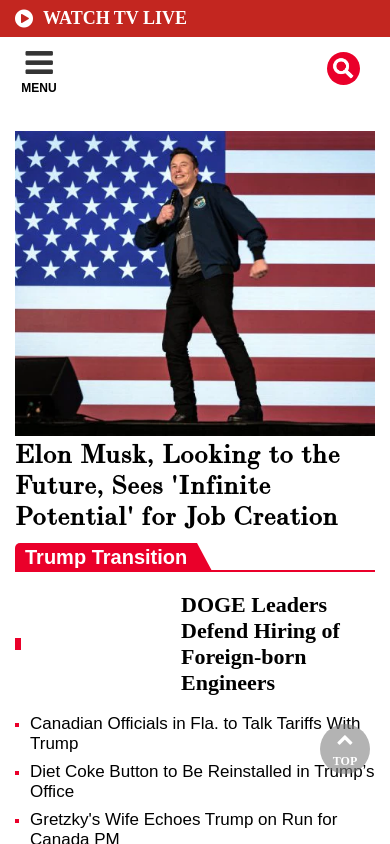 WATCH TV LIVE
MENU
Elon Musk, Looking to the
Future, Sees 'Infinite
Potential' for Job Creation
Trump Transition
DOGE Leaders
Defend Hiring of
Foreign-born
Engineers
Canadian Officials in Fla. to Talk Tariffs With
Trump
Diet Coke Button to Be Reinstalled in Trump's
Office
TOP
Gretzky's Wife Echoes Trump on Run for
Canada PM